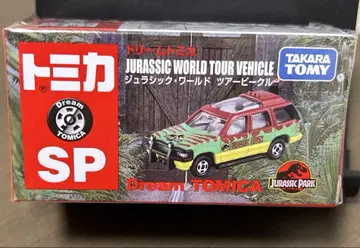 トミカ
Dream
TOMICA
SP
ドリームトミカ
JURASSIC WORLD TOUR VEHICLE
ジュラシック・ワールド ツアービークル
TAKARA
TOMY
Dream TOMICA
JURASSIC PARK